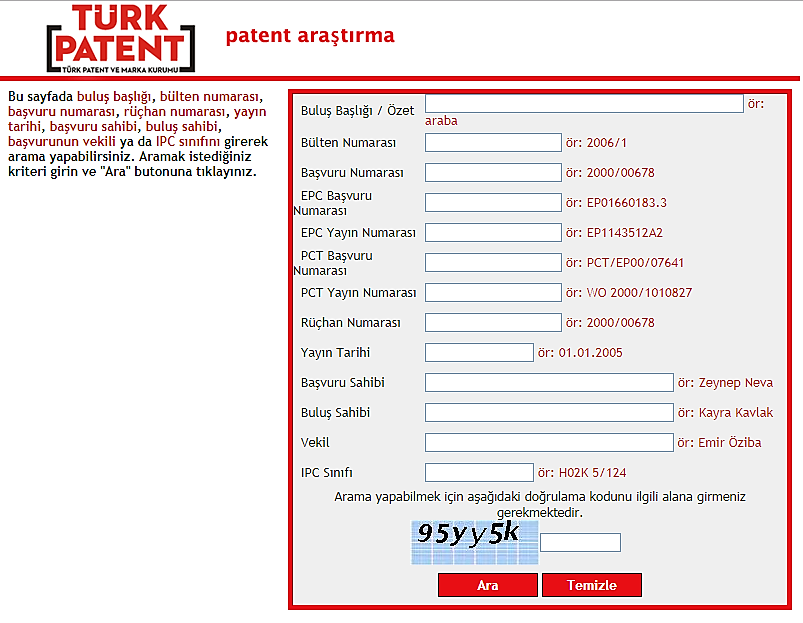 TÜRK
PATENT
TÜRK PATENT VE MARKA KURUMU
patent araştırma
Bu sayfada buluş başlığı, bülten numarası,
başvuru numarası, rüçhan numarası, yayın
tarihi, başvuru sahibi, buluş sahibi,
başvurunun vekili ya da IPC sınıfını girerek
arama yapabilirsiniz. Aramak istediğiniz
kriteri girin ve "Ara" butonuna tıklayınız.
Buluş Başlığı / Özet ör:
araba
Bülten Numarası ör: 2006/1
Başvuru Numarası ör: 2000/00678
EPC Başvuru
Numarası ör: EP01660183.3
EPC Yayın Numarası ör: EP1143512A2
PCT Başvuru
Numarası ör: PCT/EP00/07641
PCT Yayın Numarası ör: WO 2000/1010827
Rüçhan Numarası ör: 2000/00678
Yayın Tarihi ör: 01.01.2005
Başvuru Sahibi ör: Zeynep Neva
Buluş Sahibi ör: Kayra Kavlak
Vekil ör: Emir Öziba
IPC Sınıfı ör: H02K 5/124
Arama yapabilmek için aşağıdaki doğrulama kodunu ilgili alana girmeniz
gerekmektedir.
95yy5k
Ara Temizle